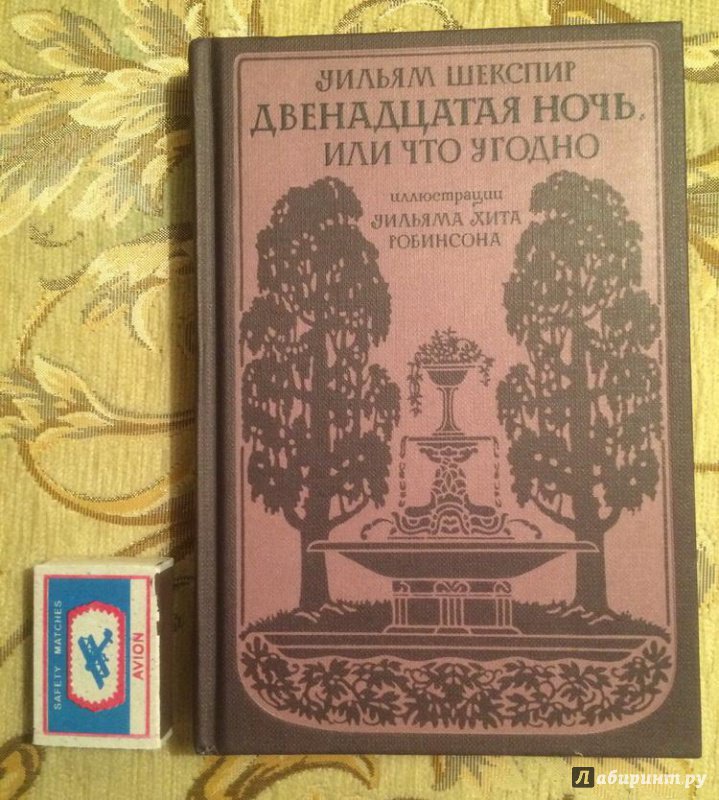 УИЛЬЯМ ШЕКСПИР
ДВЕНАДЦАТАЯ НОЧЬ,
ИЛИ ЧТО УГОДНО
иллюстрации
УИЛЬЯМА ХИТА
РОБИНСОНА
SAFETY MATCHES
AVION
Лабиринт.ру